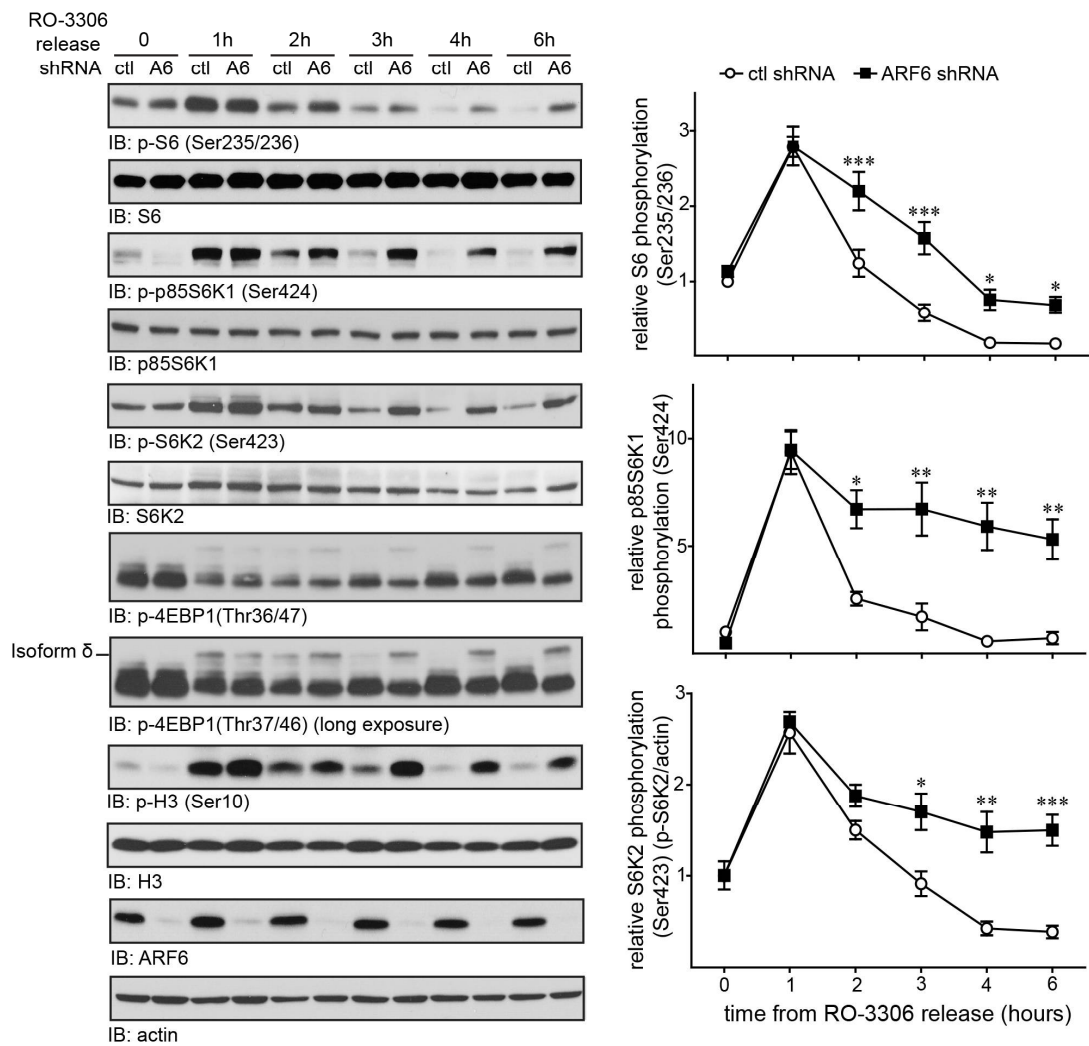 RO-3306
release 0 1h 2h 3h 4h 6h
shRNA ctl A6 ctl A6 ctl A6 ctl A6 ctl A6 ctl A6
IB: p-S6 (Ser235/236)
IB: S6
IB: p-p85S6K1 (Ser424)
IB: p85S6K1
IB: p-S6K2 (Ser423)
IB: S6K2
IB: p-4EBP1(Thr36/47)
Isoform δ
IB: p-4EBP1(Thr37/46) (long exposure)
IB: p-H3 (Ser10)
IB: H3
IB: ARF6
IB: actin
ctl shRNA ARF6 shRNA
relative S6 phosphorylation
(Ser235/236)
3
2
1
*** *** * *
relative p85S6K1
phosphorylation (Ser424)
10
5
* ** ** **
relative S6K2 phosphorylation
(Ser423) (p-S6K2/actin)
3
2
1
* ** ***
0 1 2 3 4 6
time from RO-3306 release (hours)